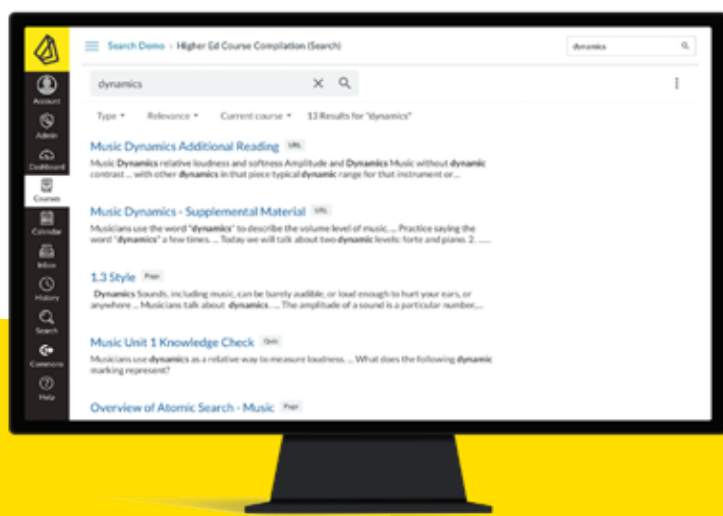 Search Demo › Higher Ed Course Compilation (Search)
dynamics
dynamics
Account
Admin
Dashboard
Courses
Calendar
Inbox
History
Search
Commons
Help
Type
Relevance
Current course
13 Results for "dynamics"
Music Dynamics Additional Reading URL
Music Dynamics relative loudness and softness Amplitude and Dynamics Music without dynamic
contrast ... with other dynamics in that piece typical dynamic range for that instrument or...
Music Dynamics - Supplemental Material URL
Musicians use the word "dynamics" to describe the volume level of music. ... Practice saying the
word "dynamics" a few times. ... Today we will talk about two dynamic levels: forte and piano. 2. ......
1.3 Style Page
Dynamics Sounds, including music, can be barely audible, or loud enough to hurt your ears, or
anywhere ... Musicians talk about dynamics. ... The amplitude of a sound is a particular number,...
Music Unit 1 Knowledge Check Quiz
Musicians use dynamics as a relative way to measure loudness. ... What does the following dynamic
marking represent?
Overview of Atomic Search - Music Page